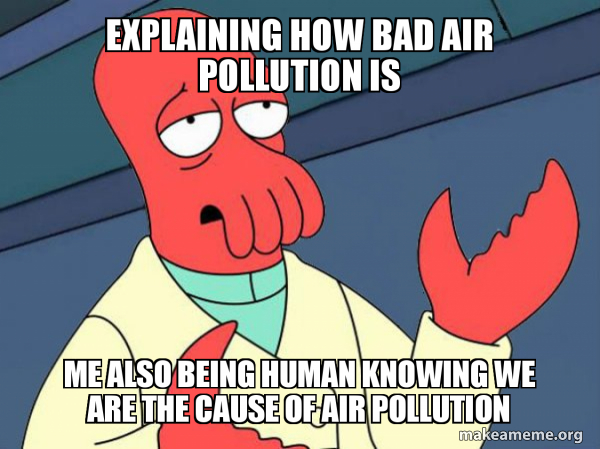 EXPLAINING HOW BAD AIR
POLLUTION IS
ME ALSO BEING HUMAN KNOWING WE
ARE THE CAUSE OF AIR POLLUTION
makeameme.org